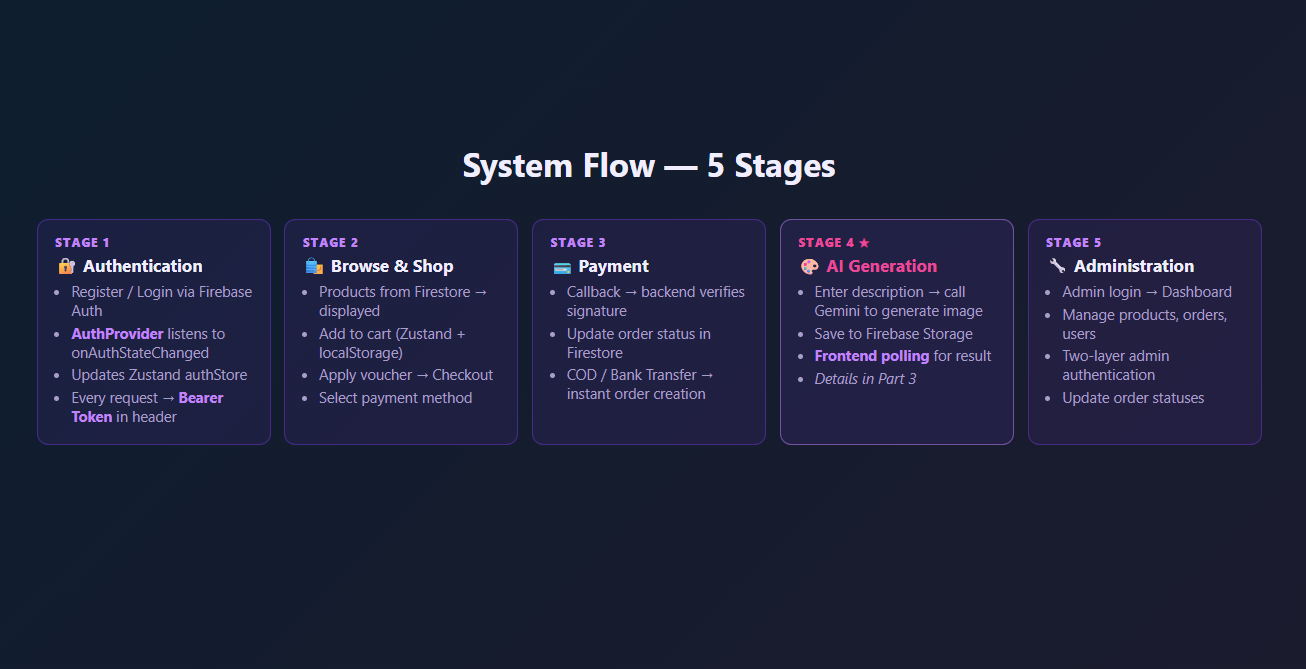 System Flow — 5 Stages
STAGE 1
🔐 Authentication
• Register / Login via Firebase
Auth
• AuthProvider listens to
onAuthStateChanged
• Updates Zustand authStore
• Every request → Bearer
Token in header
STAGE 2
🛍️ Browse & Shop
• Products from Firestore →
displayed
• Add to cart (Zustand +
localStorage)
• Apply voucher → Checkout
• Select payment method
STAGE 3
💳 Payment
• Callback → backend verifies
signature
• Update order status in
Firestore
• COD / Bank Transfer →
instant order creation
STAGE 4 ★
🎨 AI Generation
• Enter description → call
Gemini to generate image
• Save to Firebase Storage
• Frontend polling for result
• Details in Part 3
STAGE 5
🔧 Administration
• Admin login → Dashboard
• Manage products, orders,
users
• Two-layer admin
authentication
• Update order statuses